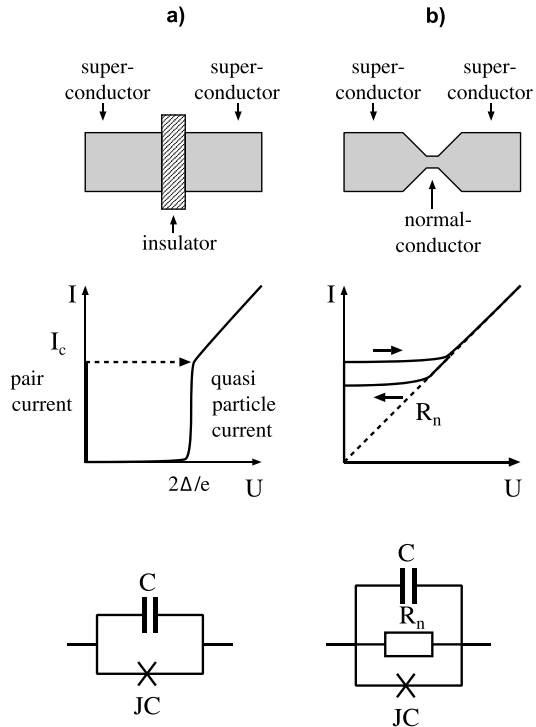 a)
super-
conductor
super-
conductor
insulator
I
I_c
pair
current
quasi
particle
current
2Δ/e
U
C
JC
b)
super-
conductor
super-
conductor
normal-
conductor
I
R_n
U
C
R_n
JC